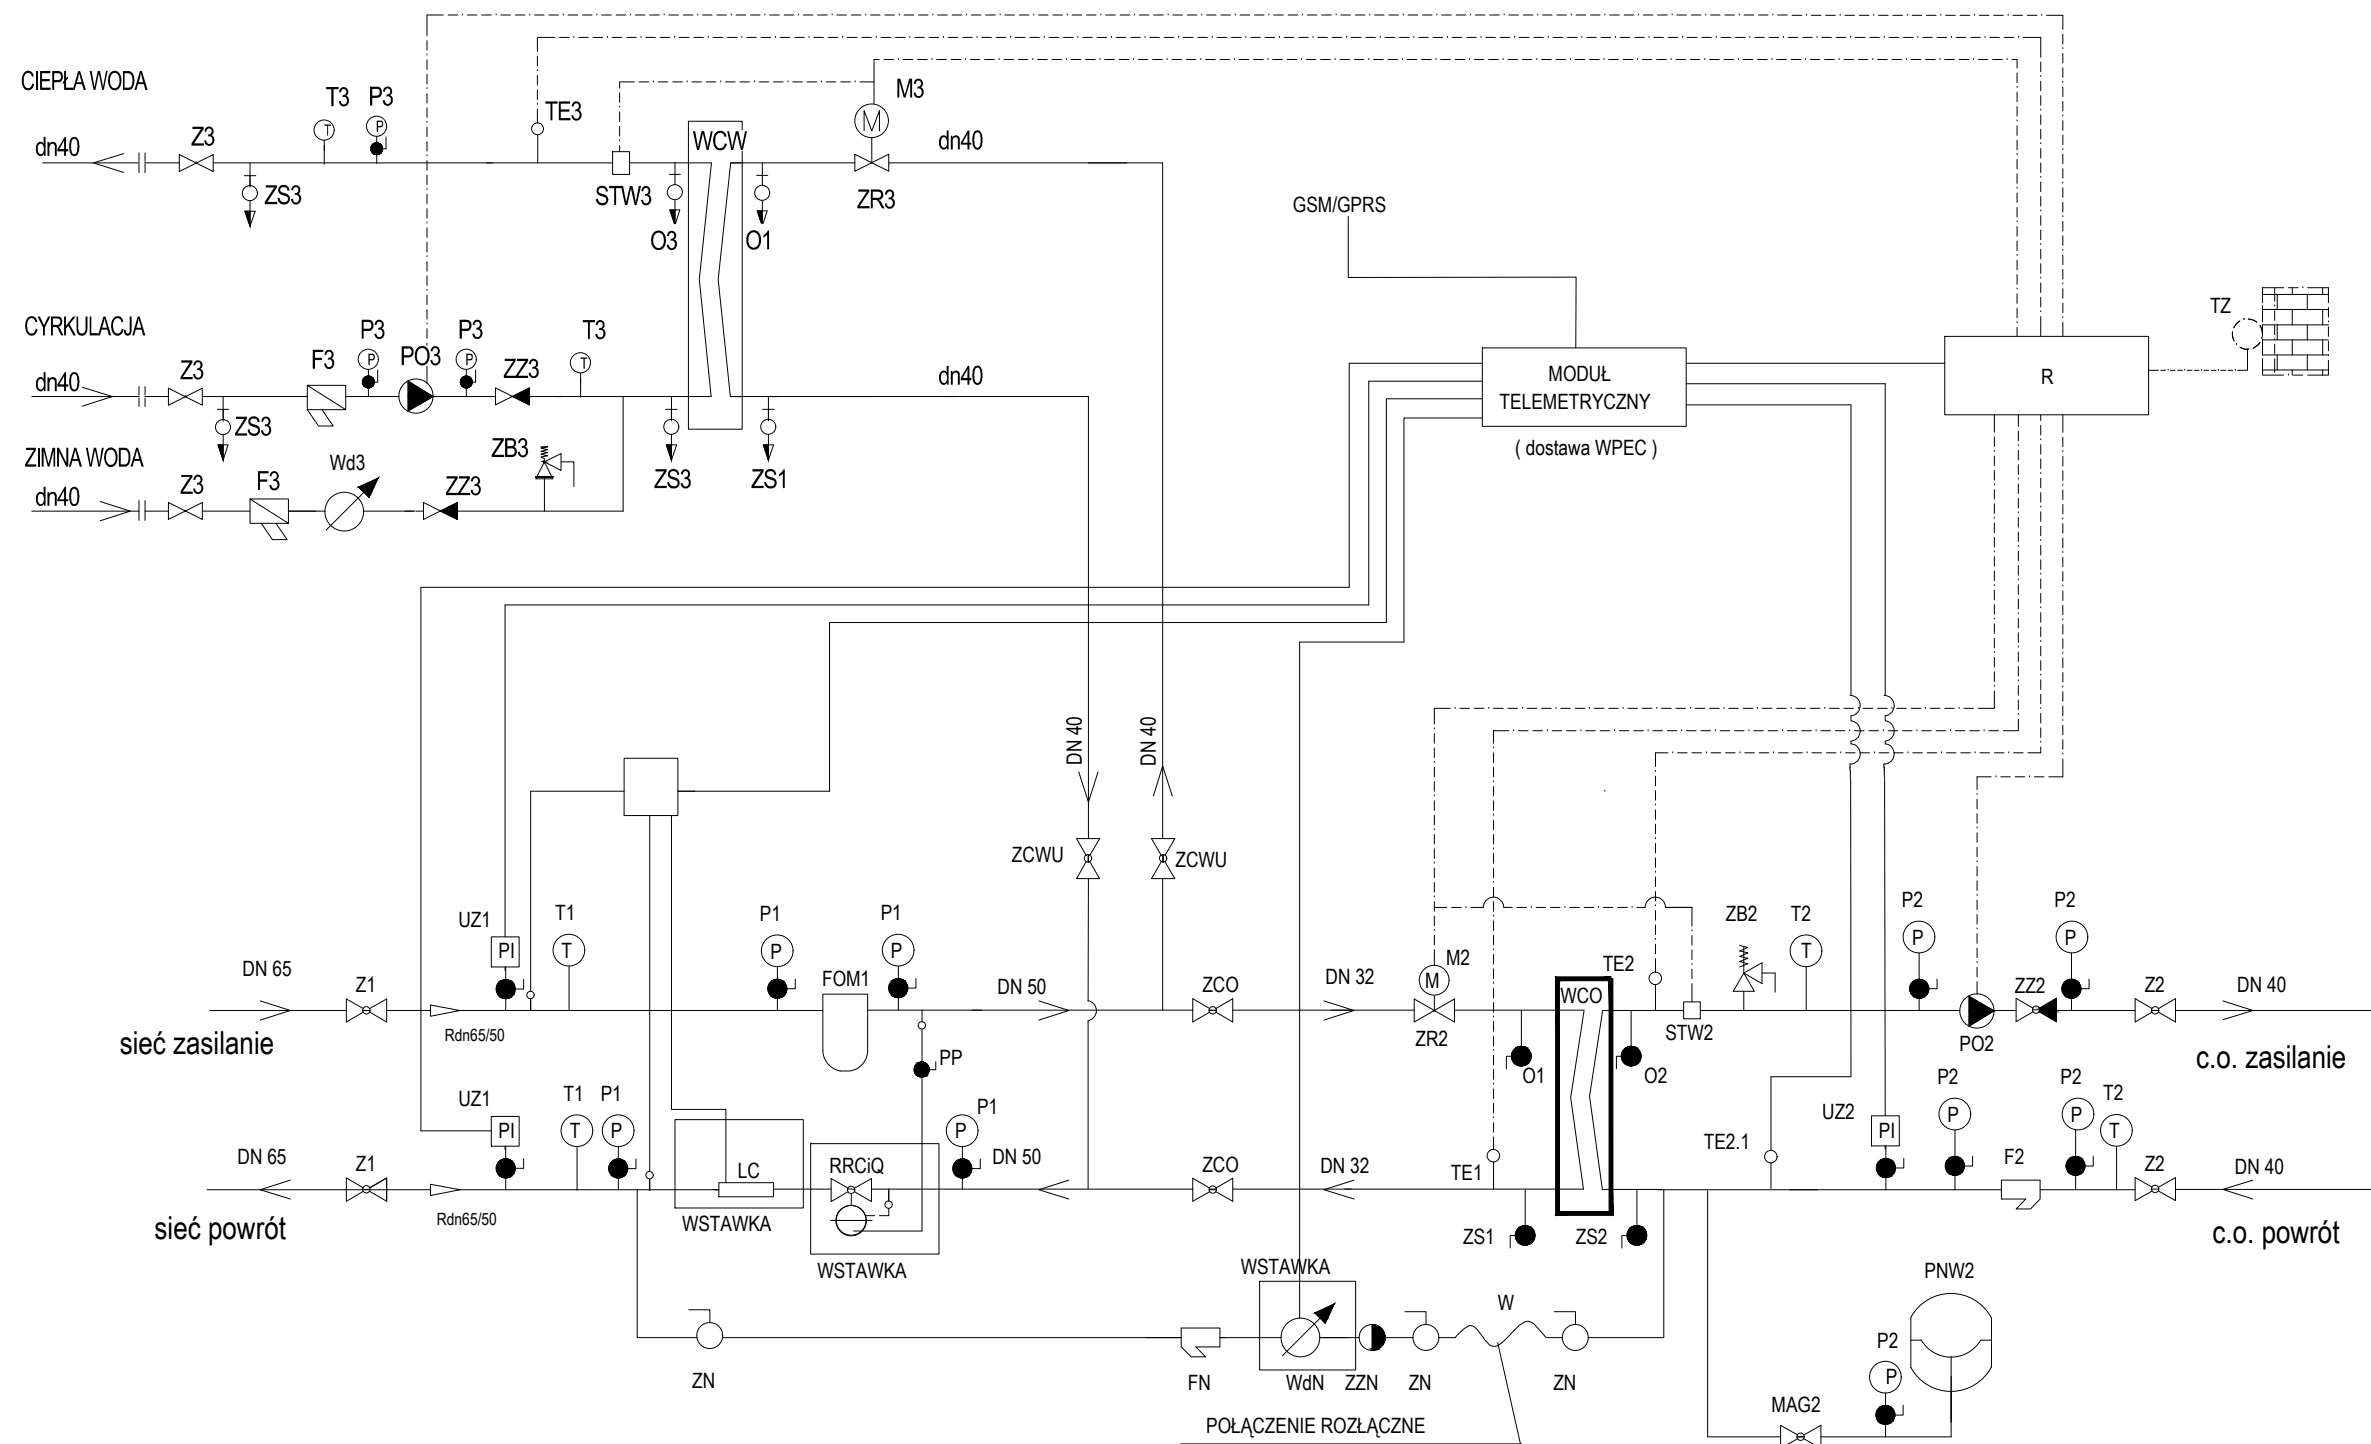 CIEPŁA WODA
dn40
Z3
ZS3
T3
T
P3
P
TE3
STW3
O3
WCW
O1
M3
M
ZR3
dn40
GSM/GPRS
CYRKULACJA
dn40
Z3
ZS3
F3
P3
P
PO3
P3
P
ZZ3
T3
T
dn40
ZS3
ZS1
ZIMNA WODA
dn40
Z3
F3
Wd3
ZZ3
ZB3
MODUŁ
TELEMETRYCZNY
( dostawa WPEC )
R
TZ
DN 40
DN 40
ZCWU
ZCWU
DN 65
Z1
Rdn65/50
UZ1
PI
T1
T
P1
P
FOM1
P1
P
PP
DN 50
ZCO
DN 32
M2
M
ZR2
O1
WCO
O2
TE2
STW2
ZB2
T2
T
P2
P
PO2
ZZ2
P2
P
Z2
DN 40
sieć zasilanie
c.o. zasilanie
DN 65
Z1
Rdn65/50
UZ1
PI
T1
T
P1
P
LC
WSTAWKA
RRCiQ
WSTAWKA
P1
P
DN 50
ZCO
DN 32
TE1
ZS1
ZS2
TE2.1
UZ2
PI
P2
P
F2
P2
P
T2
T
Z2
DN 40
sieć powrót
c.o. powrót
ZN
FN
WSTAWKA
WdN
ZZN
ZN
W
ZN
POŁĄCZENIE ROZŁĄCZNE
MAG2
P2
P
PNW2